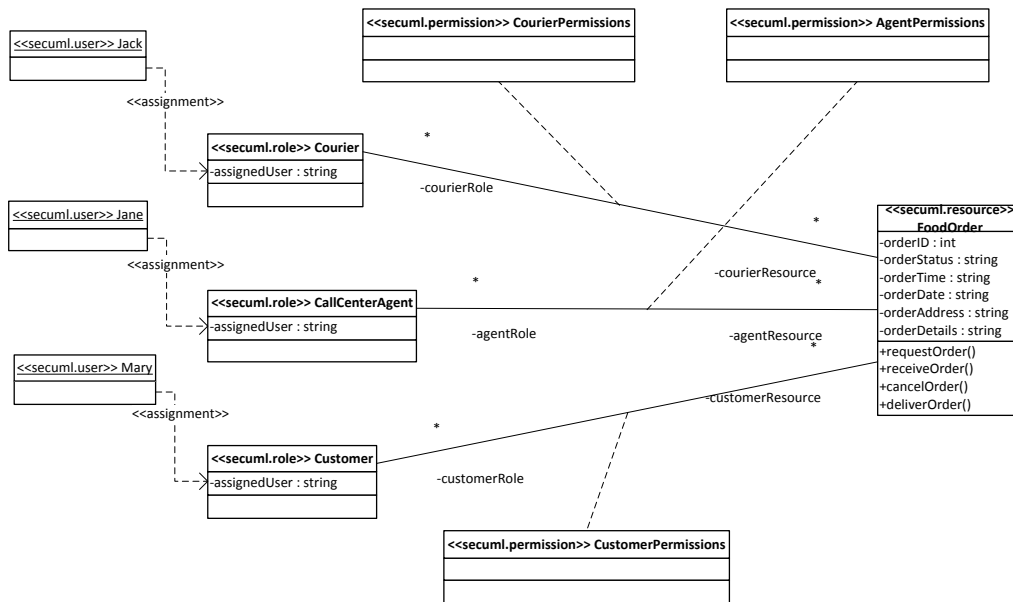 <<secuml.permission>> CourierPermissions
<<secuml.permission>> AgentPermissions
<<secuml.user>> Jack
<<assignment>>
<<secuml.role>> Courier
-assignedUser : string
*
-courierRole
*
-courierResource
<<secuml.user>> Jane
<<assignment>>
<<secuml.role>> CallCenterAgent
-assignedUser : string
*
-agentRole
*
-agentResource
<<secuml.resource>>
FoodOrder
-orderID : int
-orderStatus : string
-orderTime : string
-orderDate : string
-orderAddress : string
-orderDetails : string
+requestOrder()
+receiveOrder()
+cancelOrder()
+deliverOrder()
<<secuml.user>> Mary
<<assignment>>
<<secuml.role>> Customer
-assignedUser : string
*
-customerRole
*
-customerResource
<<secuml.permission>> CustomerPermissions